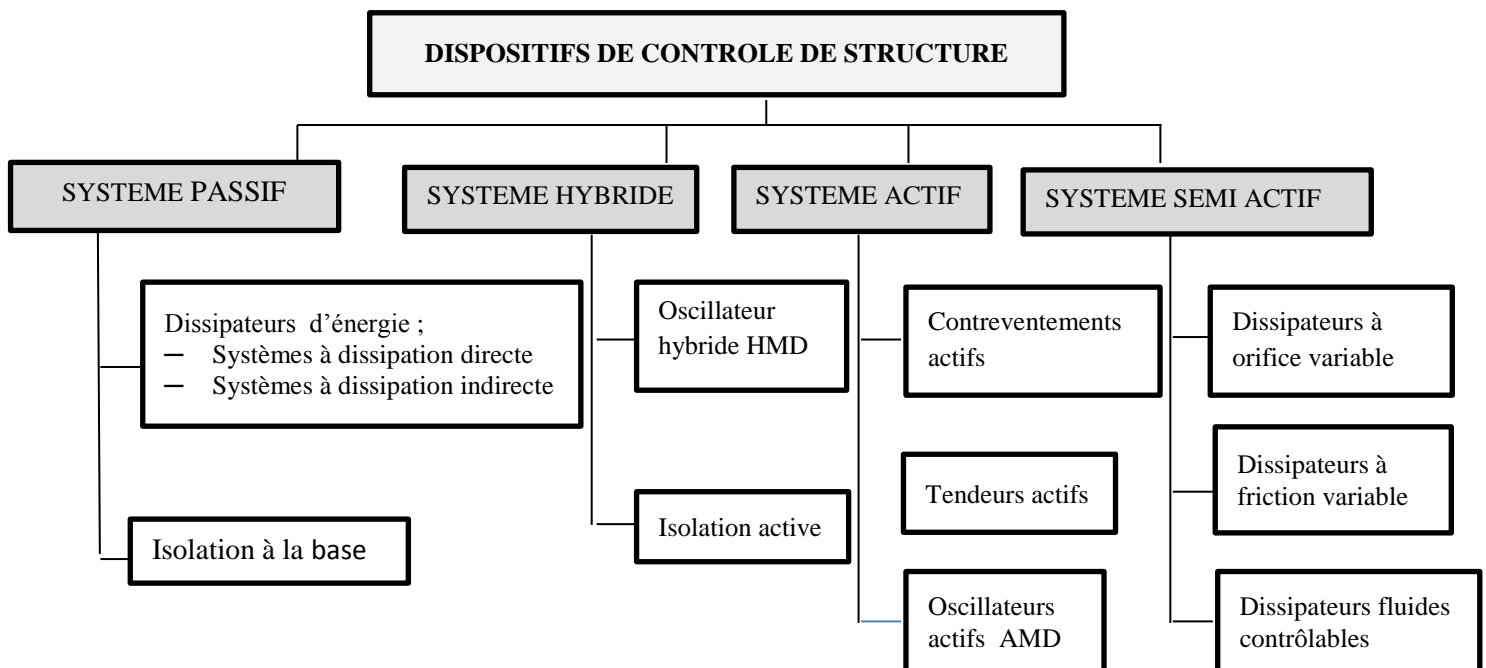 DISPOSITIFS DE CONTROLE DE STRUCTURE
SYSTEME PASSIF
SYSTEME HYBRIDE
SYSTEME ACTIF
SYSTEME SEMI ACTIF
Dissipateurs d’énergie ;
— Systèmes à dissipation directe
— Systèmes à dissipation indirecte
Isolation à la base
Oscillateur
hybride HMD
Isolation active
Contreventements
actifs
Tendeurs actifs
Oscillateurs
actifs AMD
Dissipateurs à
orifice variable
Dissipateurs à
friction variable
Dissipateurs fluides
contrôlables